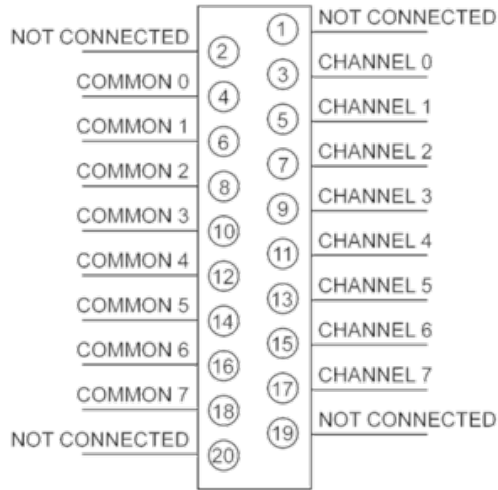 NOT CONNECTED
1
NOT CONNECTED
2
CHANNEL 0
3
COMMON 0
4
CHANNEL 1
5
COMMON 1
6
CHANNEL 2
7
COMMON 2
8
CHANNEL 3
9
COMMON 3
10
CHANNEL 4
11
COMMON 4
12
CHANNEL 5
13
COMMON 5
14
CHANNEL 6
15
COMMON 6
16
CHANNEL 7
17
COMMON 7
18
NOT CONNECTED
19
NOT CONNECTED
20